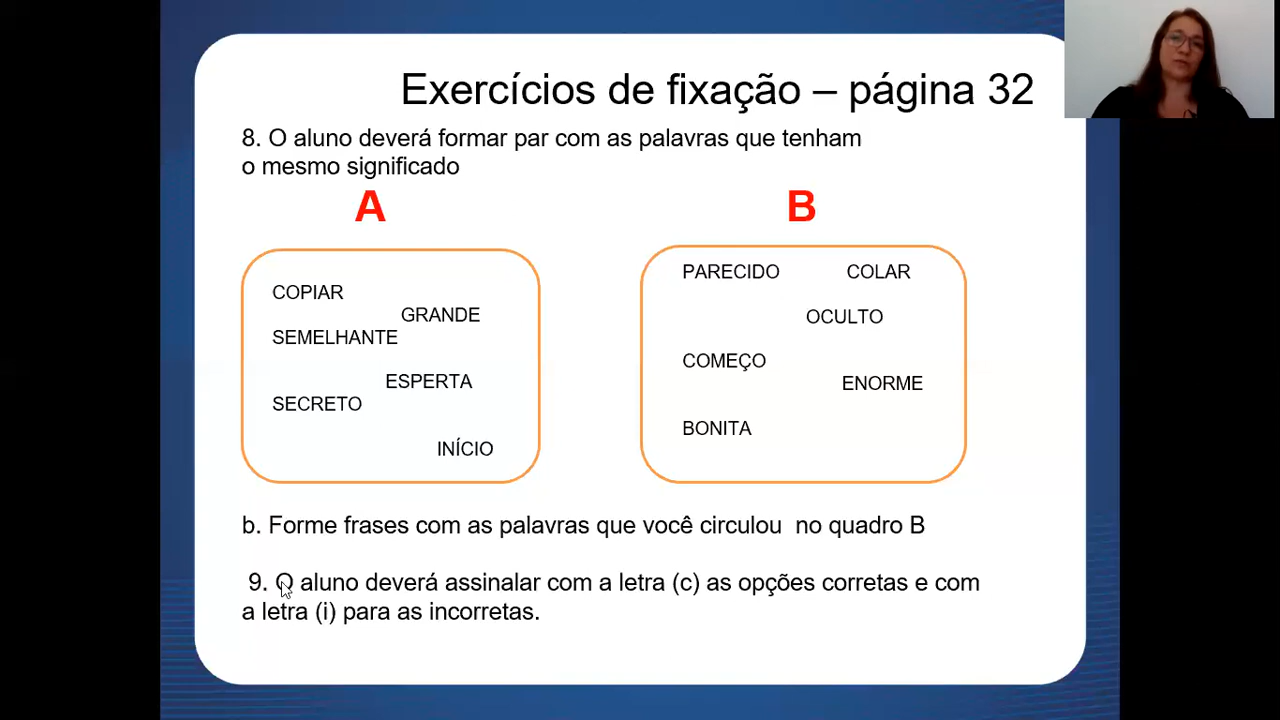 Exercícios de fixação – página 32
8. O aluno deverá formar par com as palavras que tenham
o mesmo significado
A
B
COPIAR
GRANDE
SEMELHANTE
ESPERTA
SECRETO
INÍCIO
PARECIDO COLAR
OCULTO
COMEÇO
ENORME
BONITA
b. Forme frases com as palavras que você circulou no quadro B
9. O aluno deverá assinalar com a letra (c) as opções corretas e com
a letra (i) para as incorretas.